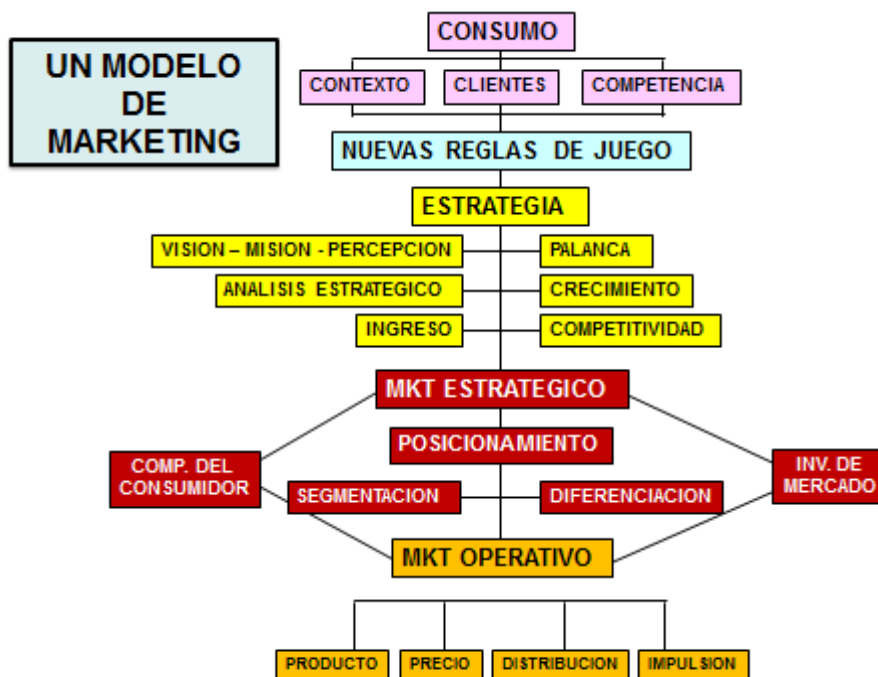 UN MODELO
DE
MARKETING
CONSUMO
CONTEXTO
CLIENTES
COMPETENCIA
NUEVAS REGLAS DE JUEGO
ESTRATEGIA
VISION – MISION - PERCEPCION
PALANCA
ANALISIS ESTRATEGICO
CRECIMIENTO
INGRESO
COMPETITIVIDAD
MKT ESTRATEGICO
POSICIONAMIENTO
COMP. DEL
CONSUMIDOR
INV. DE
MERCADO
SEGMENTACION
DIFERENCIACION
MKT OPERATIVO
PRODUCTO
PRECIO
DISTRIBUCION
IMPULSION